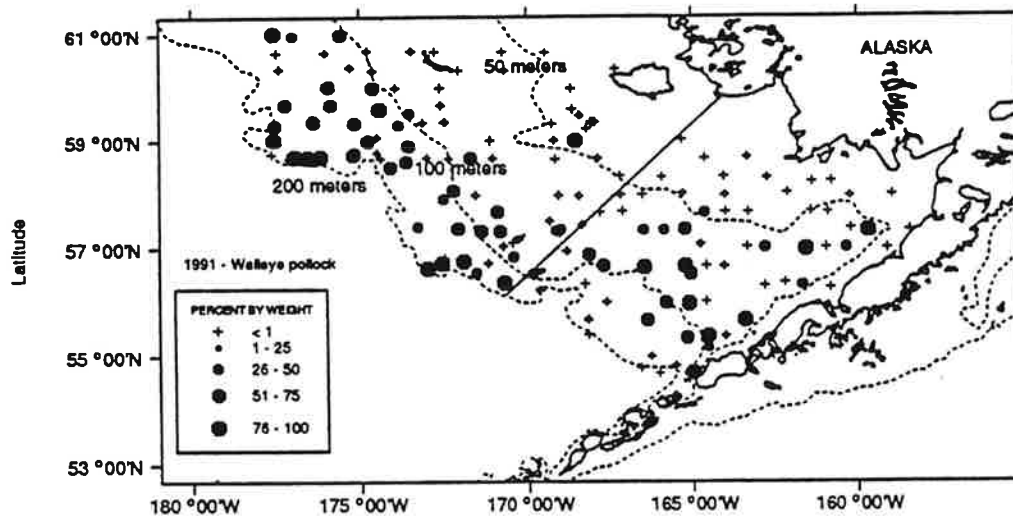 61 °00'N
59 °00'N
57 °00'N
55 °00'N
53 °00'N
Latitude
ALASKA
50 meters
100 meters
200 meters
1991 - Walleye pollock
PERCENT BY WEIGHT
< 1
1 - 25
26 - 50
51 - 75
76 - 100
180 °00'W
175 °00'W
170 °00'W
165 °00'W
160 °00'W